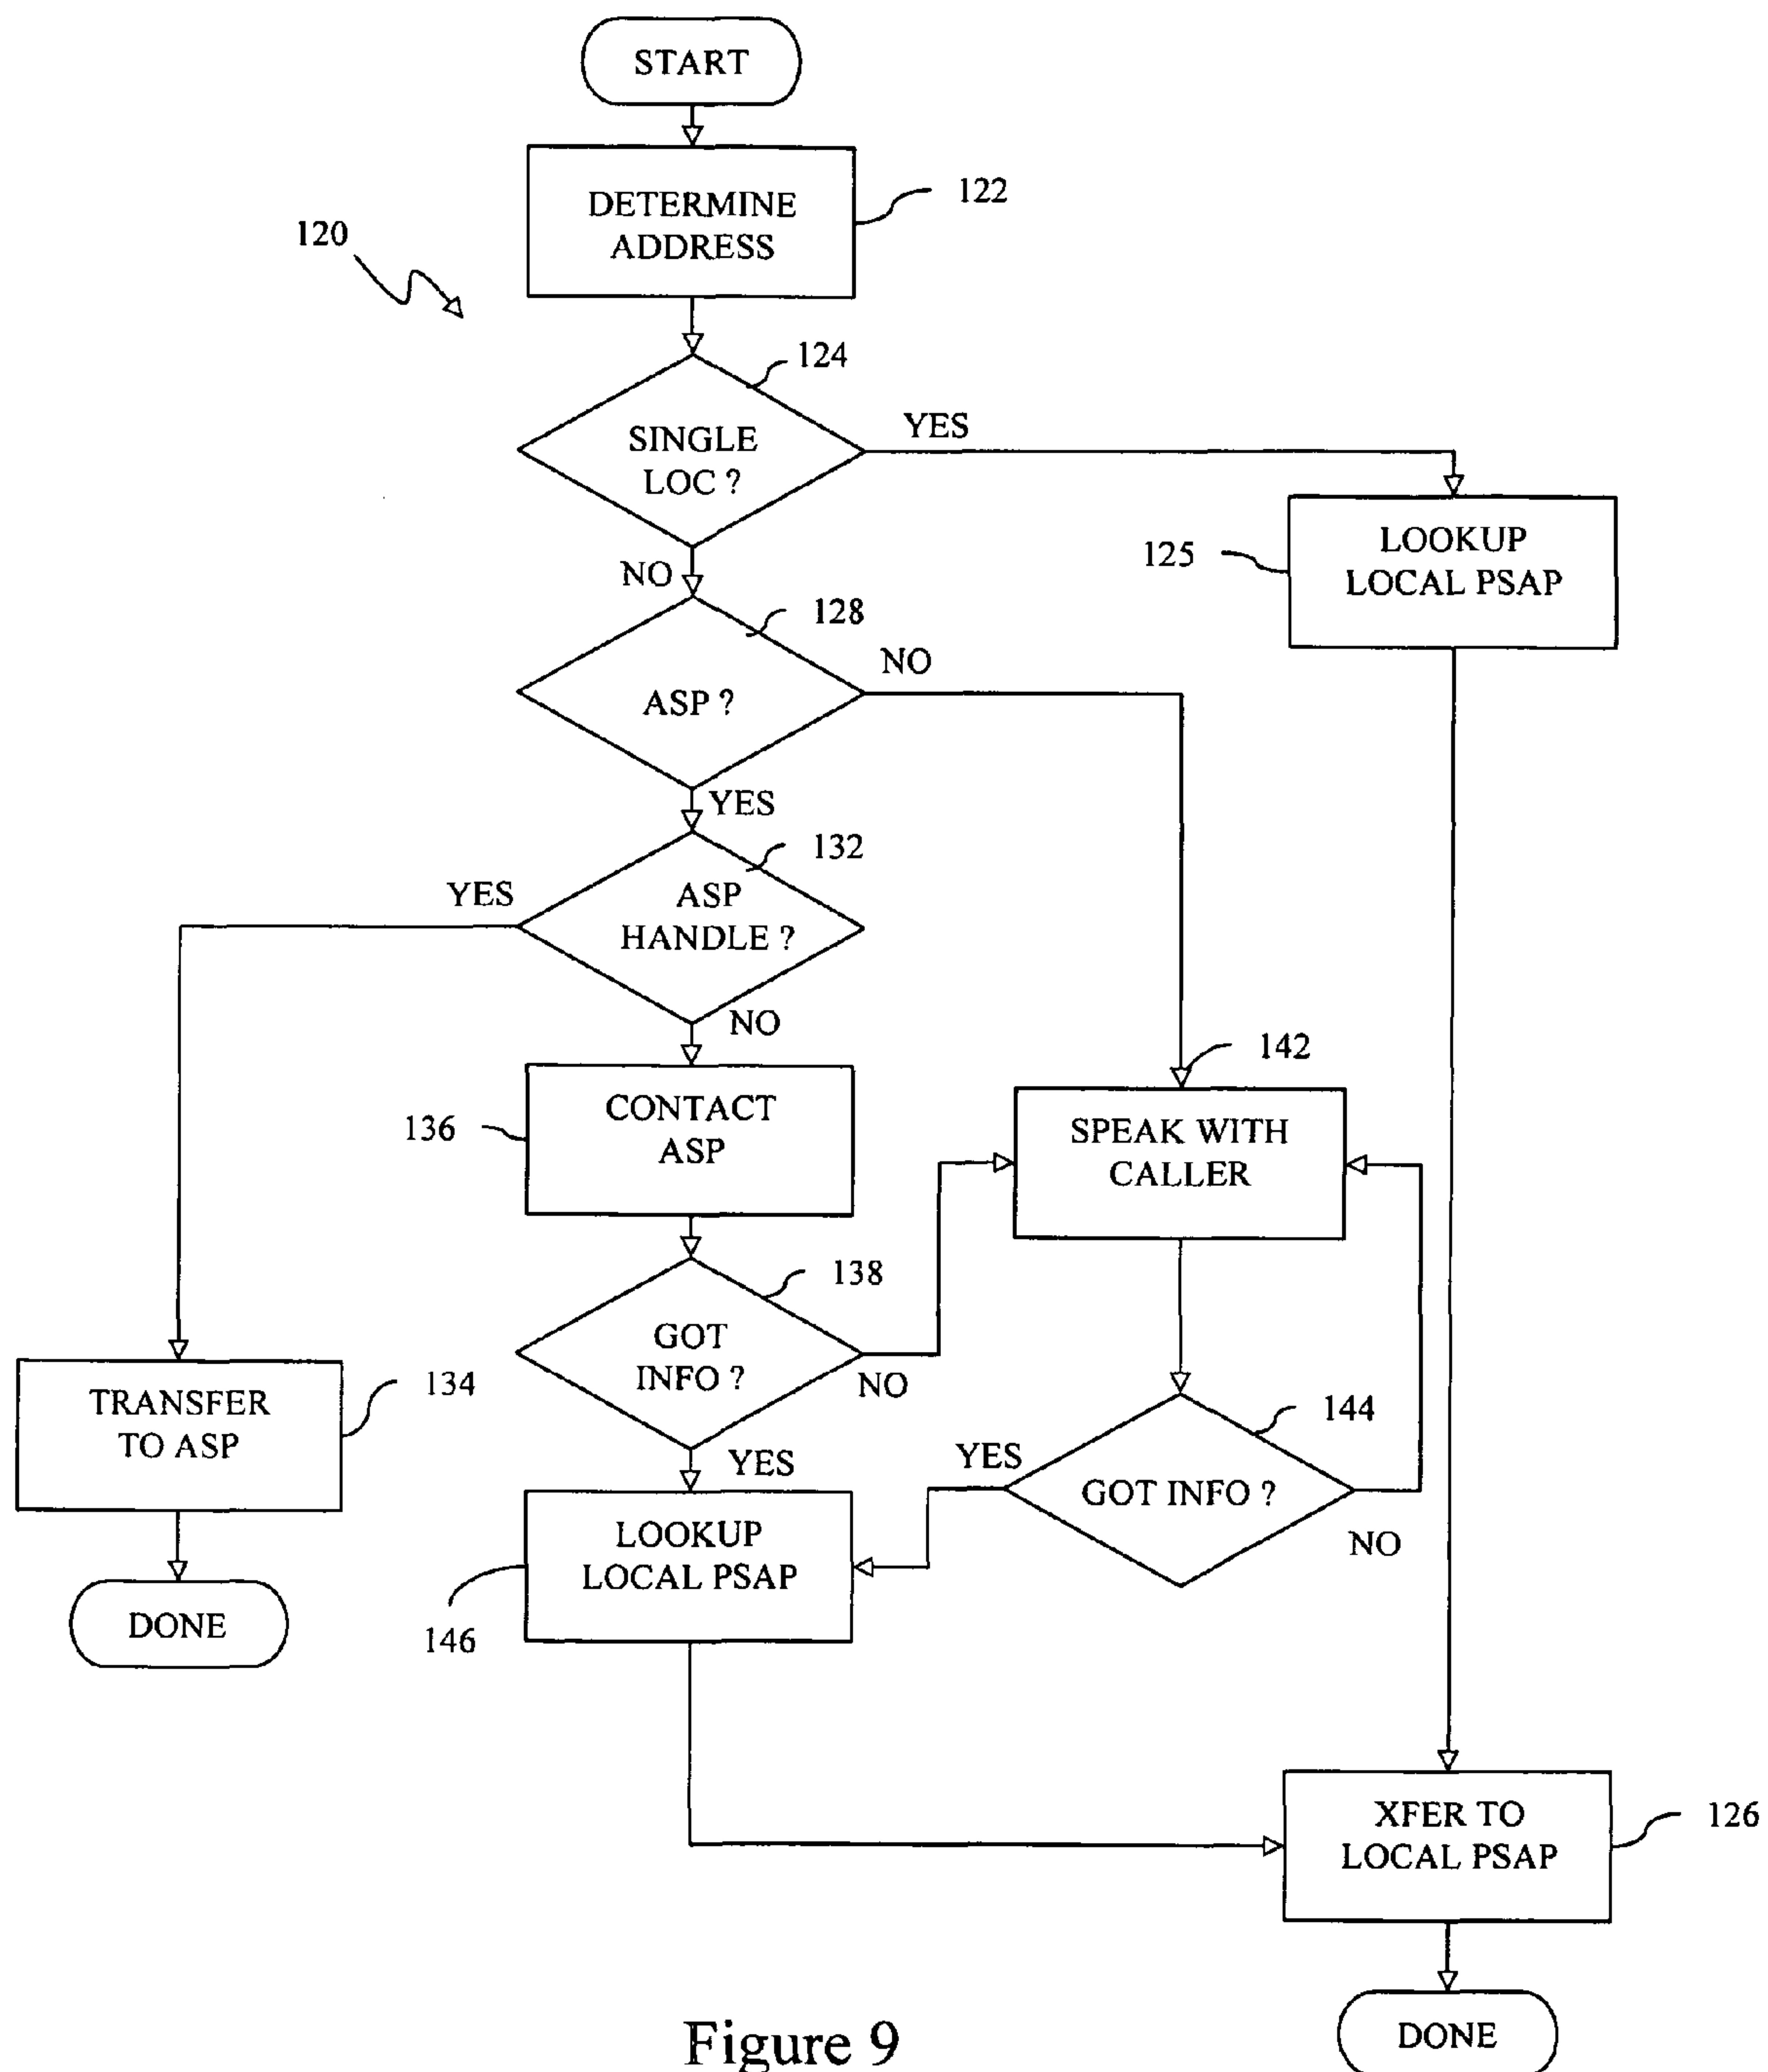 START
DETERMINE
ADDRESS
122
120
124
SINGLE
LOC ?
YES
NO
LOOKUP
LOCAL PSAP
125
128
ASP ?
NO
YES
132
ASP
HANDLE ?
YES
NO
142
CONTACT
ASP
136
SPEAK WITH
CALLER
138
GOT
INFO ?
NO
YES
TRANSFER
TO ASP
134
144
GOT INFO ?
YES
NO
LOOKUP
LOCAL PSAP
146
DONE
XFER TO
LOCAL PSAP
126
DONE
Figure 9